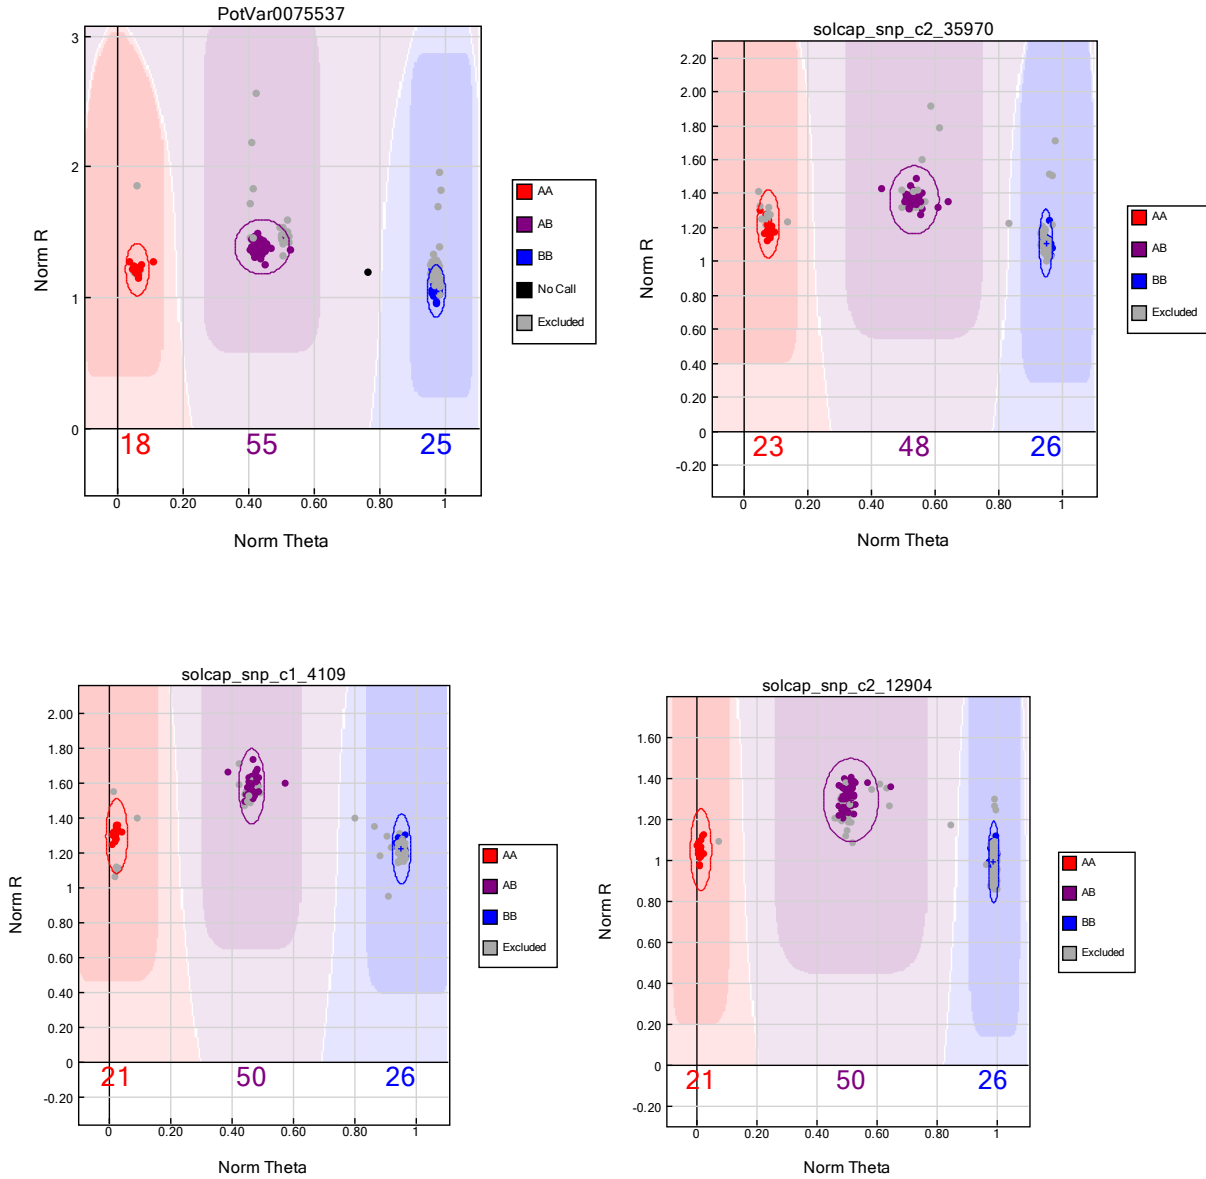 PotVar0075537
3
2
1
0
Norm R
18
55
25
0
0.20
0.40
0.60
0.80
1
Norm Theta
AA
AB
BB
No Call
Excluded
solcap_snp_c2_35970
2.20
2.00
1.80
1.60
1.40
1.20
1
0.80
0.60
0.40
0.20
0
-0.20
Norm R
23
48
26
0
0.20
0.40
0.60
0.80
1
Norm Theta
AA
AB
BB
Excluded
solcap_snp_c1_4109
2.00
1.80
1.60
1.40
1.20
1
0.80
0.60
0.40
0.20
0
-0.20
Norm R
21
50
26
0
0.20
0.40
0.60
0.80
1
Norm Theta
AA
AB
BB
Excluded
solcap_snp_c2_12904
1.60
1.40
1.20
1
0.80
0.60
0.40
0.20
0
-0.20
Norm R
21
50
26
0
0.20
0.40
0.60
0.80
1
Norm Theta
AA
AB
BB
Excluded